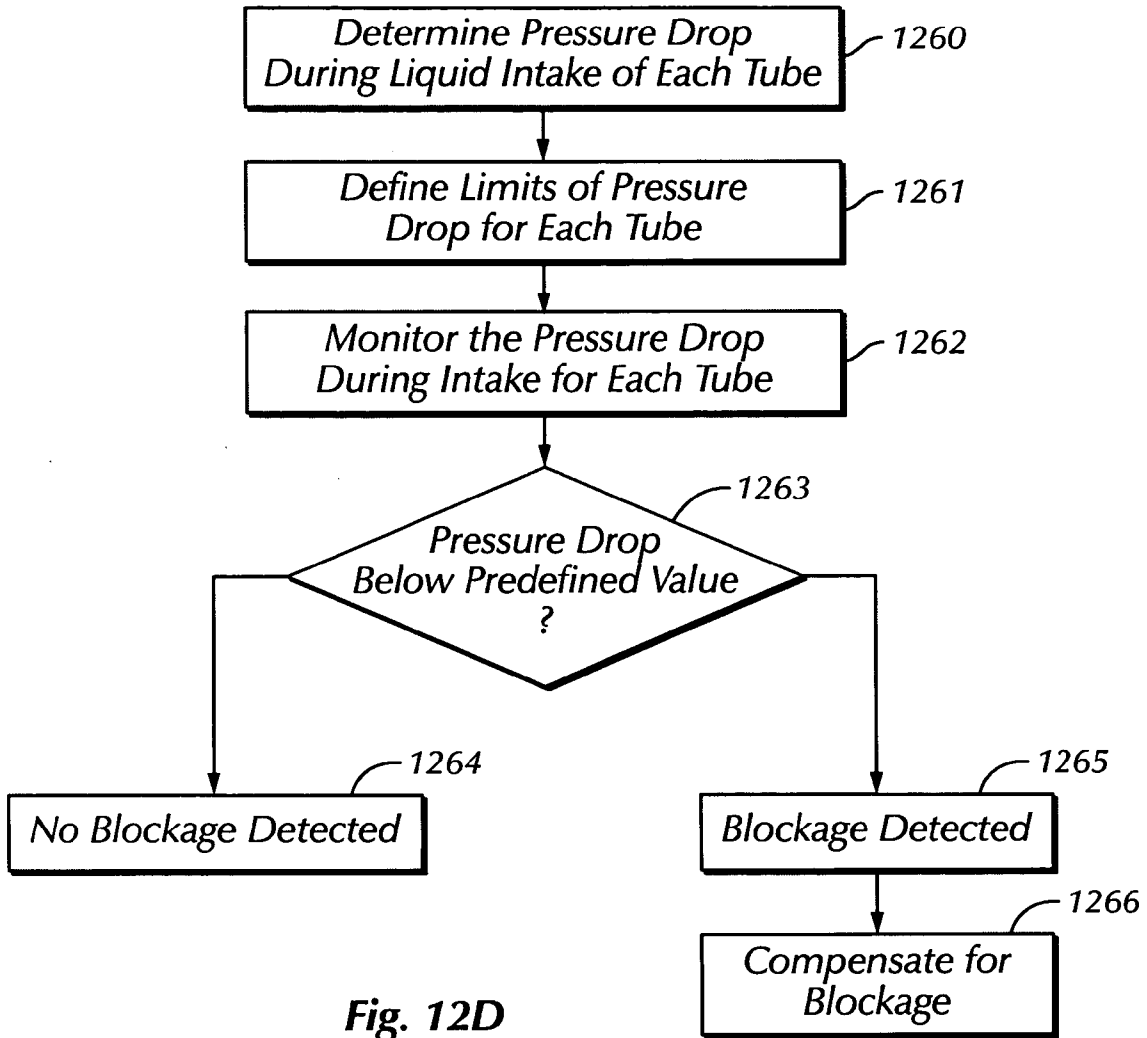 Determine Pressure Drop
During Liquid Intake of Each Tube
1260
Define Limits of Pressure
Drop for Each Tube
1261
Monitor the Pressure Drop
During Intake for Each Tube
1262
1263
Pressure Drop
Below Predefined Value
?
1264
No Blockage Detected
1265
Blockage Detected
1266
Compensate for
Blockage
Fig. 12D